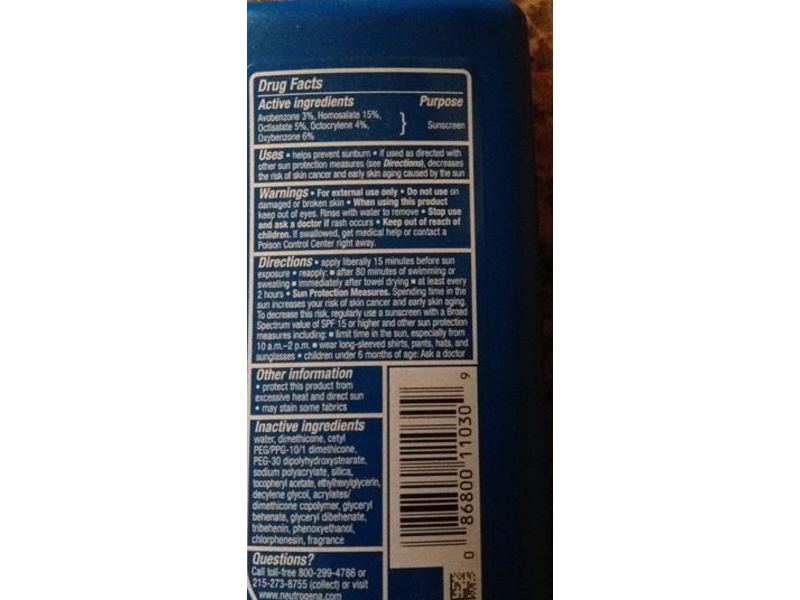 Drug Facts
Active ingredients Purpose
Avobenzone 3%, Homosalate 15%,
Octisalate 5%, Octocrylene 4%, } Sunscreen
Oxybenzone 6%
Uses • helps prevent sunburn • if used as directed with
other sun protection measures (see Directions), decreases
the risk of skin cancer and early skin aging caused by the sun
Warnings • For external use only • Do not use on
damaged or broken skin • When using this product
keep out of eyes. Rinse with water to remove • Stop use
and ask a doctor if rash occurs • Keep out of reach of
children. If swallowed, get medical help or contact a
Poison Control Center right away.
Directions • apply liberally 15 minutes before sun
exposure • reapply: ■ after 80 minutes of swimming or
sweating ■ immediately after towel drying ■ at least every
2 hours • Sun Protection Measures. Spending time in the
sun increases your risk of skin cancer and early skin aging.
To decrease this risk, regularly use a sunscreen with a Broad
Spectrum value of SPF 15 or higher and other sun protection
measures including: ■ limit time in the sun, especially from
10 a.m.–2 p.m. ■ wear long-sleeved shirts, pants, hats, and
sunglasses • children under 6 months of age: Ask a doctor
Other information
• protect this product from
excessive heat and direct sun
• may stain some fabrics
Inactive ingredients
water, dimethicone, cetyl
PEG/PPG-10/1 dimethicone,
PEG-30 dipolyhydroxystearate,
sodium polyacrylate, silica,
tocopheryl acetate, ethylhexylglycerin,
decylene glycol, acrylates/
dimethicone copolymer, glyceryl
behenate, glyceryl dibehenate,
tribehenin, phenoxyethanol,
chlorphenesin, fragrance
Questions?
Call toll-free 800-299-4786 or
215-273-8755 (collect) or visit
www.neutrogena.com
0 86800 11030 9